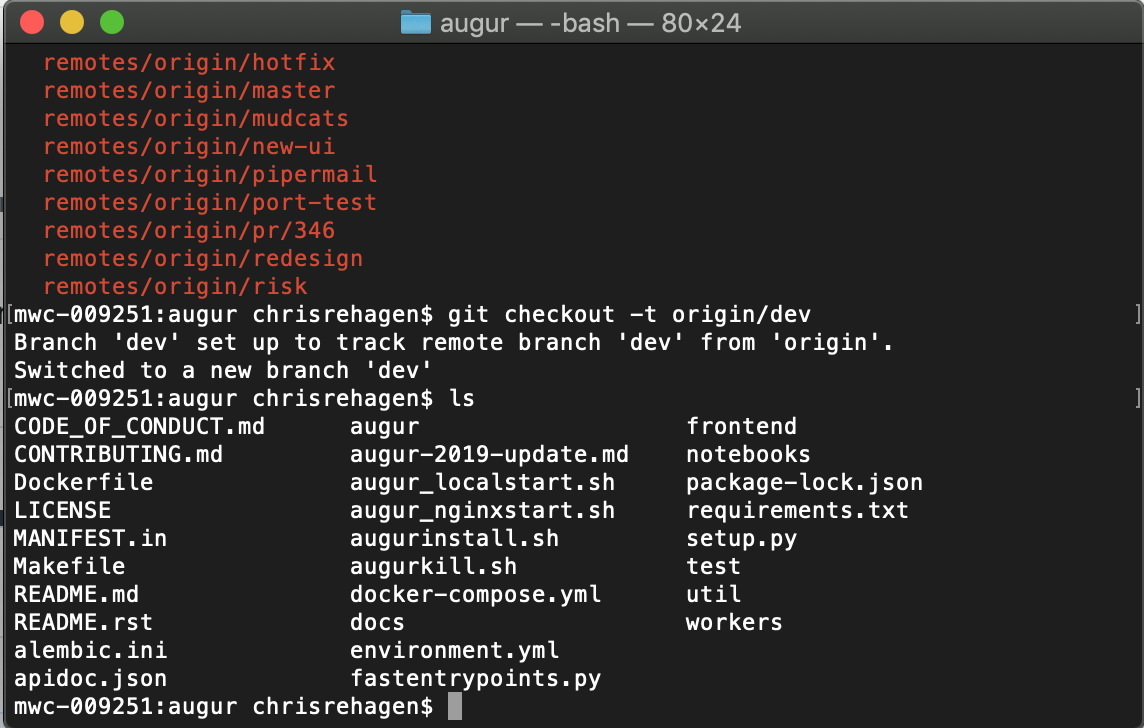 augur — -bash — 80×24
remotes/origin/hotfix
remotes/origin/master
remotes/origin/mudcats
remotes/origin/new-ui
remotes/origin/pipermail
remotes/origin/port-test
remotes/origin/pr/346
remotes/origin/redesign
remotes/origin/risk
[mwc-009251:augur chrisrehagen$ git checkout -t origin/dev ]
Branch 'dev' set up to track remote branch 'dev' from 'origin'.
Switched to a new branch 'dev'
[mwc-009251:augur chrisrehagen$ ls ]
CODE_OF_CONDUCT.md augur frontend
CONTRIBUTING.md augur-2019-update.md notebooks
Dockerfile augur_localstart.sh package-lock.json
LICENSE augur_nginxstart.sh requirements.txt
MANIFEST.in augurinstall.sh setup.py
Makefile augurkill.sh test
README.md docker-compose.yml util
README.rst docs workers
alembic.ini environment.yml
apidoc.json fastentrypoints.py
mwc-009251:augur chrisrehagen$